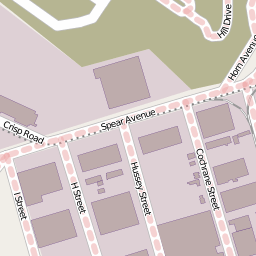 Hill Drive
Horn Avenue
Spear Avenue
Crisp Road
I Street
H Street
Hussey Street
Cochrane Street